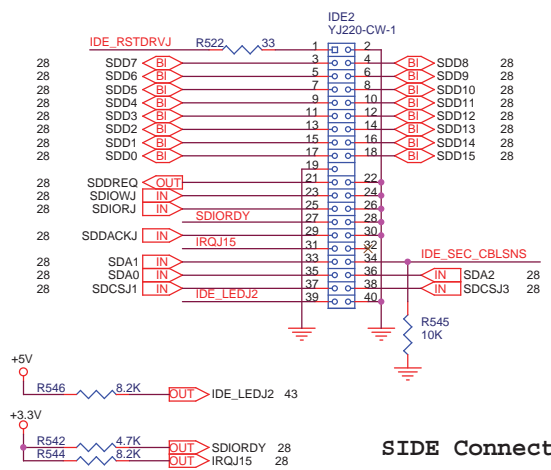 IDE2
YJ220-CW-1
IDE_RSTDRVJ R522 33 1 2
28 SDD7 BI 3 4 BI SDD8 28
28 SDD6 BI 5 6 BI SDD9 28
28 SDD5 BI 7 8 BI SDD10 28
28 SDD4 BI 9 10 BI SDD11 28
28 SDD3 BI 11 12 BI SDD12 28
28 SDD2 BI 13 14 BI SDD13 28
28 SDD1 BI 15 16 BI SDD14 28
28 SDD0 BI 17 18 BI SDD15 28
19
28 SDDREQ OUT 21 22
28 SDIOWJ IN 23 24
28 SDIORJ IN 25 26
SDIORDY 27 28
28 SDDACKJ IN 29 30
IRQJ15 31 32
28 SDA1 IN 33 34 IDE_SEC_CBLSNS
28 SDA0 IN 35 36 IN SDA2 28
28 SDCSJ1 IN 37 38 IN SDCSJ3 28
IDE_LEDJ2 39 40
R545
10K
+5V
R546 8.2K OUT IDE_LEDJ2 43
+3.3V
R542 4.7K OUT SDIORDY 28
R544 8.2K OUT IRQJ15 28
SIDE Connect